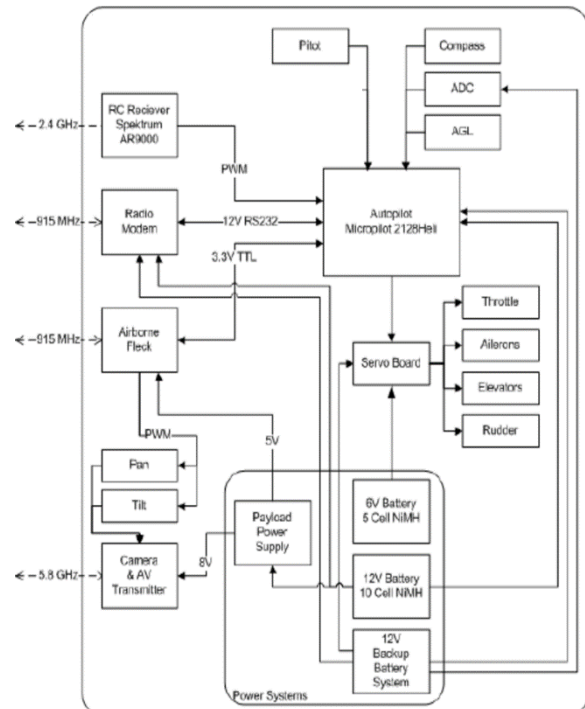 Pitot
Compass
ADC
AGL
RC Reciever
Spektrum
AR9000
2.4 GHz
PWM
Radio
Modem
915 MHz
12V RS232
Autopilot
Micropilot 2128Heli
3.3V TTL
Airborne
Fleck
915 MHz
Throttle
Servo Board
Ailerons
Elevators
Rudder
PWM
5V
Pan
Tilt
Payload
Power
Supply
6V Battery
5 Cell NiMH
Camera
& AV
Transmitter
5.8 GHz
8V
12V Battery
10 Cell NiMH
12V
Backup
Battery
System
Power Systems